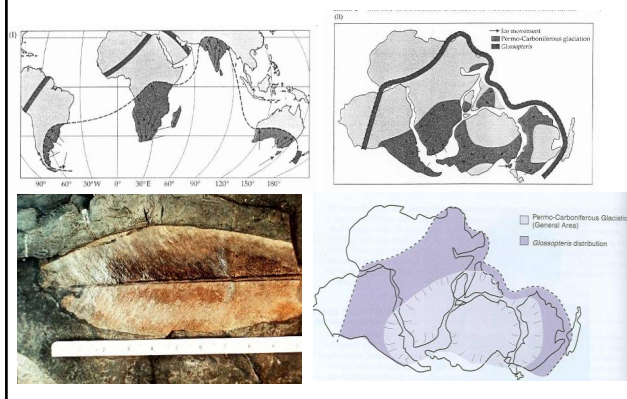 (I)
90° 60° 30°W 0° 30°E 60° 90° 120° 150° 180°
(II)
Ice movement
Permo-Carboniferous glaciation
Glossopteris
Permo-Carboniferous Glaciatio
(General Area)
Glossopteris distribution